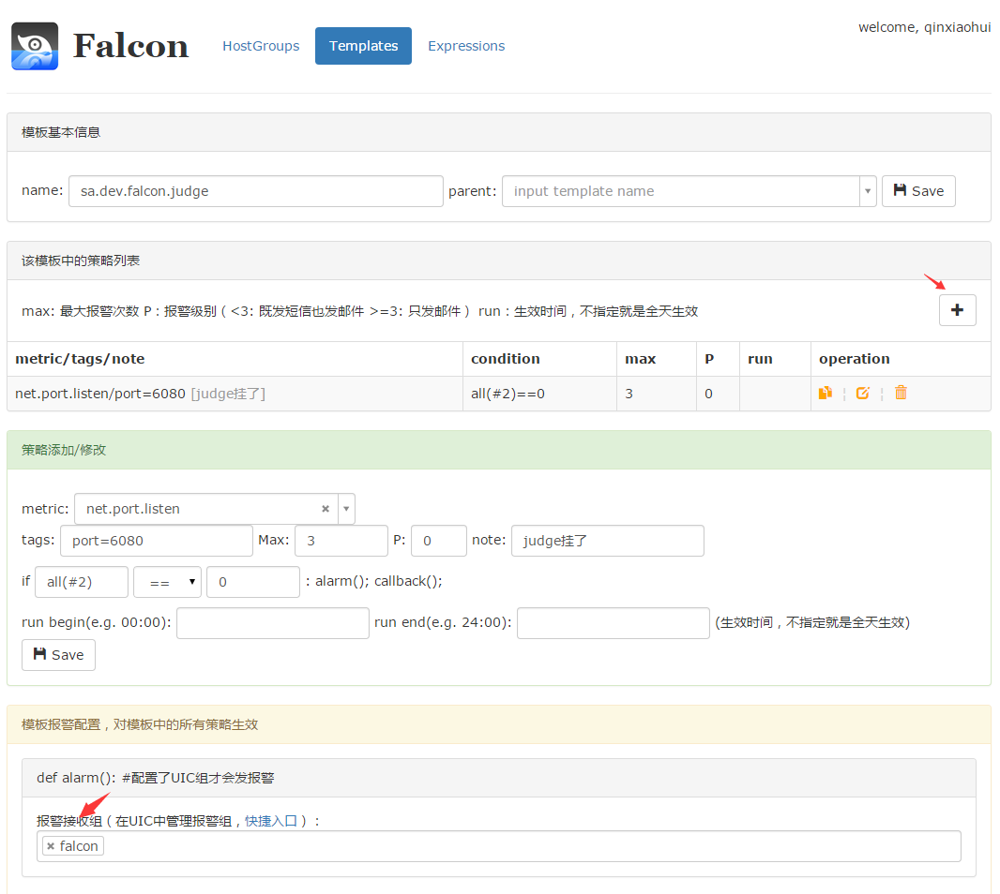 welcome, qinxiaohui
Falcon HostGroups Templates Expressions
模板基本信息
name: sa.dev.falcon.judge parent: input template name Save
该模板中的策略列表
max: 最大报警次数 P：报警级别（<3: 既发短信也发邮件 >=3: 只发邮件） run：生效时间，不指定就是全天生效
metric/tags/note condition max P run operation
net.port.listen/port=6080 [judge挂了] all(#2)==0 3 0
策略添加/修改
metric: net.port.listen
tags: port=6080 Max: 3 P: 0 note: judge挂了
if all(#2) == 0 : alarm(); callback();
run begin(e.g. 00:00): run end(e.g. 24:00): (生效时间，不指定就是全天生效)
Save
模板报警配置，对模板中的所有策略生效
def alarm(): #配置了UIC组才会发报警
报警接收组（在UIC中管理报警组，快捷入口）：
falcon